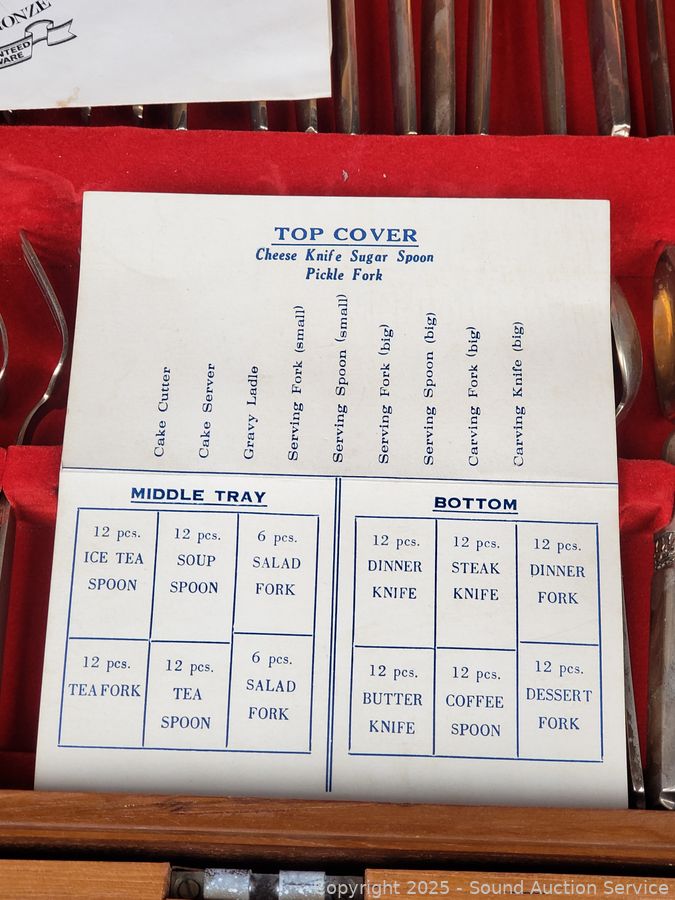 ONZE
NTEED
WARE
TOP COVER
Cheese Knife Sugar Spoon
Pickle Fork
Cake Cutter
Cake Server
Gravy Ladle
Serving Fork (small)
Serving Spoon (small)
Serving Fork (big)
Serving Spoon (big)
Carving Fork (big)
Carving Knife (big)
MIDDLE TRAY
12 pcs.
ICE TEA
SPOON
12 pcs.
SOUP
SPOON
6 pcs.
SALAD
FORK
12 pcs.
TEA FORK
12 pcs.
TEA
SPOON
6 pcs.
SALAD
FORK
BOTTOM
12 pcs.
DINNER
KNIFE
12 pcs.
STEAK
KNIFE
12 pcs.
DINNER
FORK
12 pcs.
BUTTER
KNIFE
12 pcs.
COFFEE
SPOON
12 pcs.
DESSERT
FORK
Copyright 2025 - Sound Auction Service